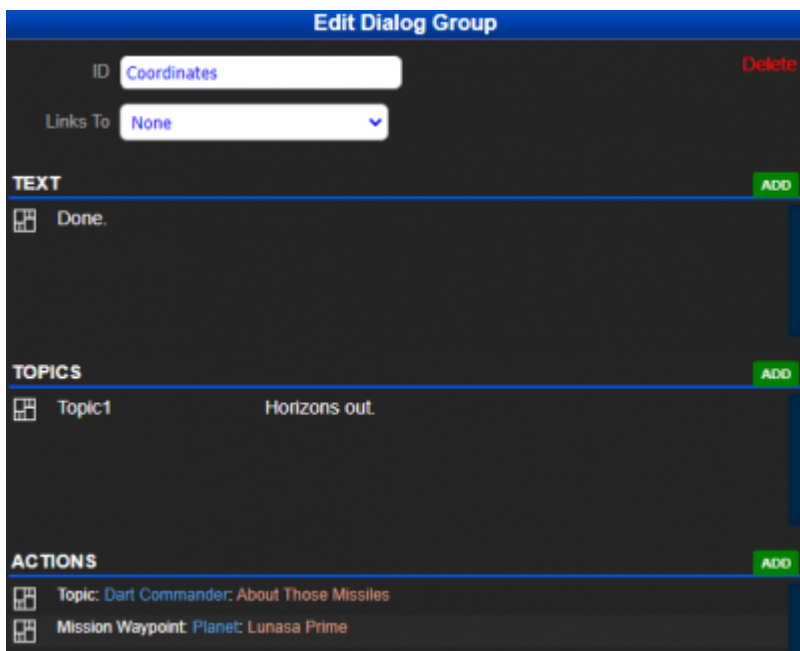 Edit Dialog Group
ID Coordinates Delete
Links To None
TEXT ADD
Done.
TOPICS ADD
Topic1 Horizons out.
ACTIONS ADD
Topic: Dart Commander: About Those Missiles
Mission Waypoint: Planet: Lunasa Prime